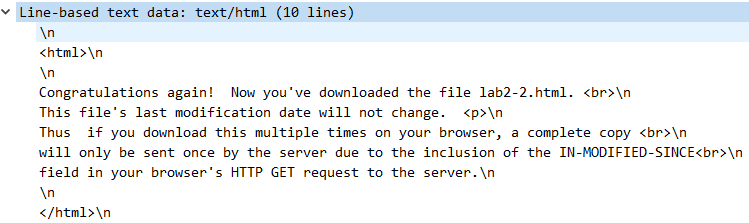 Line-based text data: text/html (10 lines)
\n
<html>\n
\n
Congratulations again!  Now you've downloaded the file lab2-2.html. <br>\n
This file's last modification date will not change.  <p>\n
Thus  if you download this multiple times on your browser, a complete copy <br>\n
will only be sent once by the server due to the inclusion of the IN-MODIFIED-SINCE<br>\n
field in your browser's HTTP GET request to the server.\n
\n
</html>\n